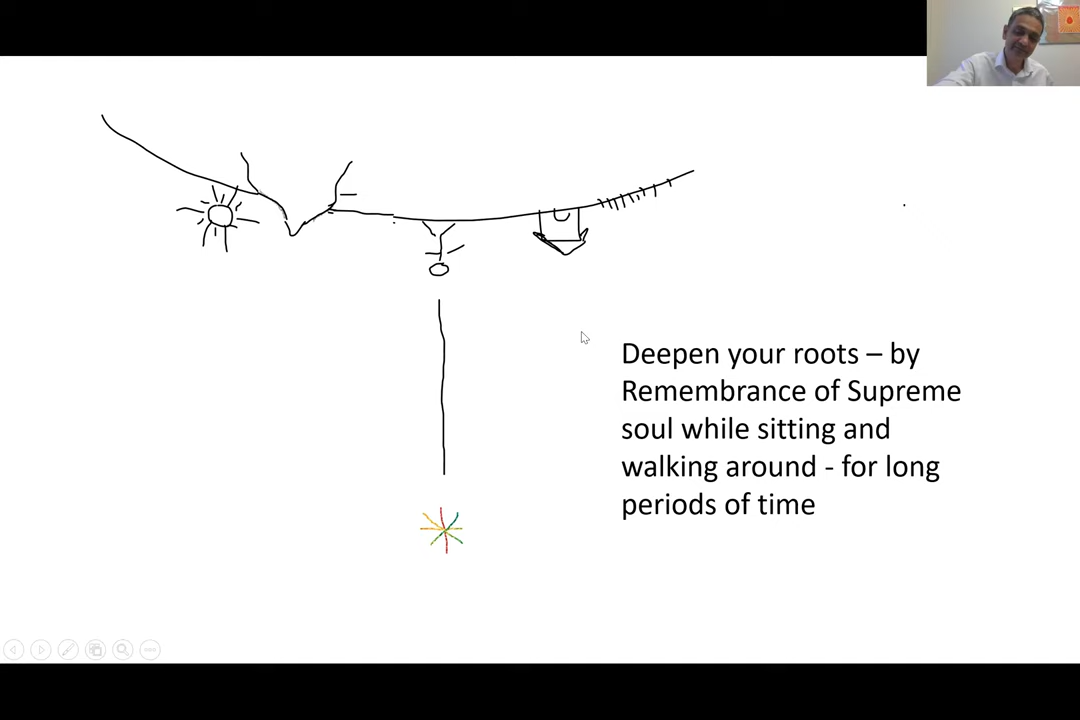 Deepen your roots – by
Remembrance of Supreme
soul while sitting and
walking around - for long
periods of time